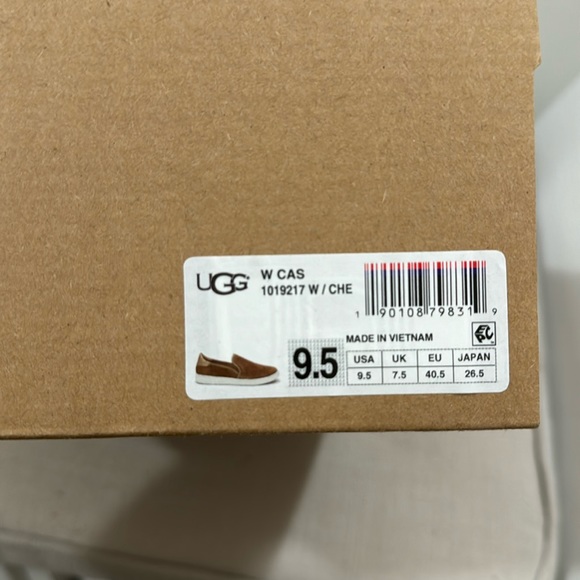 UGG
W CAS
1019217 W / CHE
1 90108 79831 9
MADE IN VIETNAM
9.5
USA UK EU JAPAN
9.5 7.5 40.5 26.5